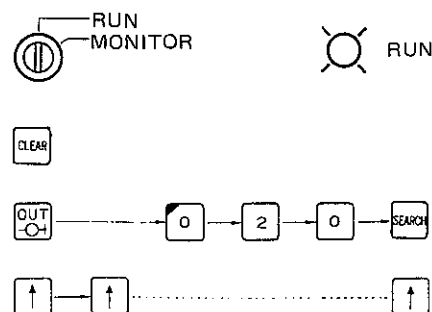 RUN
MONITOR
RUN
CLEAR
OUT 0 2 0 SEARCH
↑ ↑ ↑